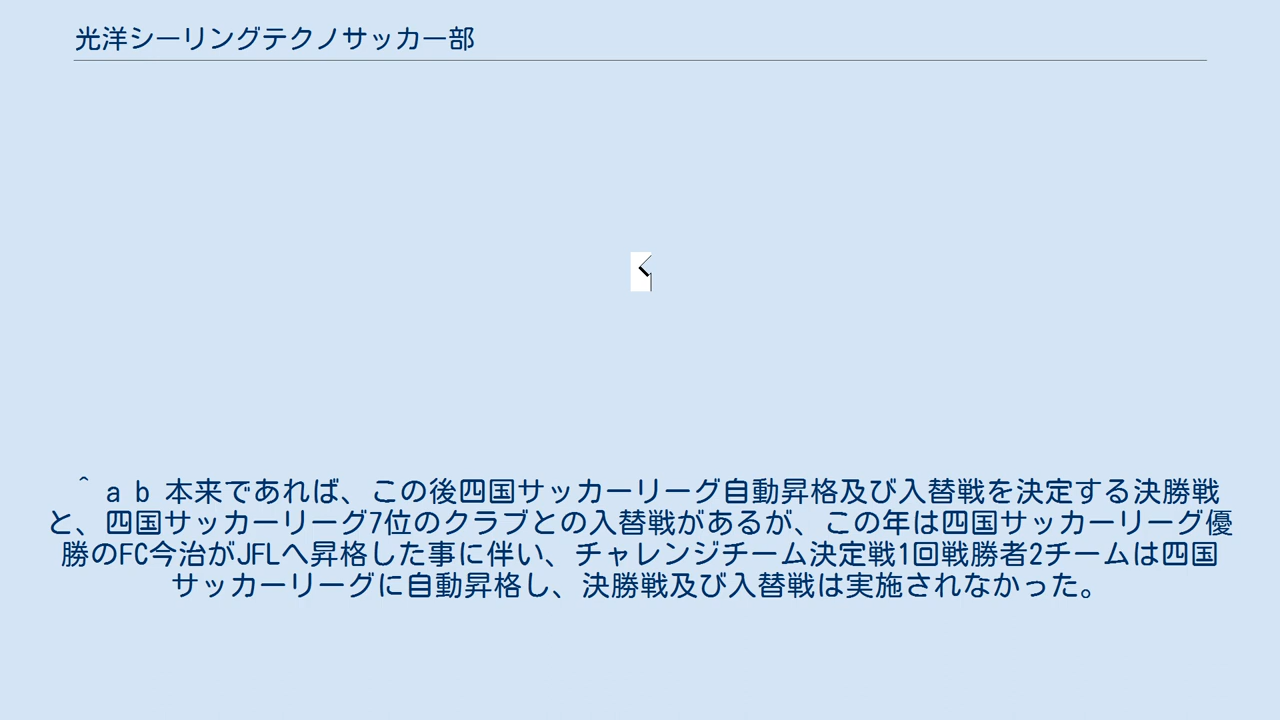 光洋シーリングテクノサッカー部
^ a b 本来であれば、この後四国サッカーリーグ自動昇格及び入替戦を決定する決勝戦
と、四国サッカーリーグ7位のクラブとの入替戦があるが、この年は四国サッカーリーグ優
勝のFC今治がJFLへ昇格した事に伴い、チャレンジチーム決定戦1回戦勝者2チームは四国
サッカーリーグに自動昇格し、決勝戦及び入替戦は実施されなかった。